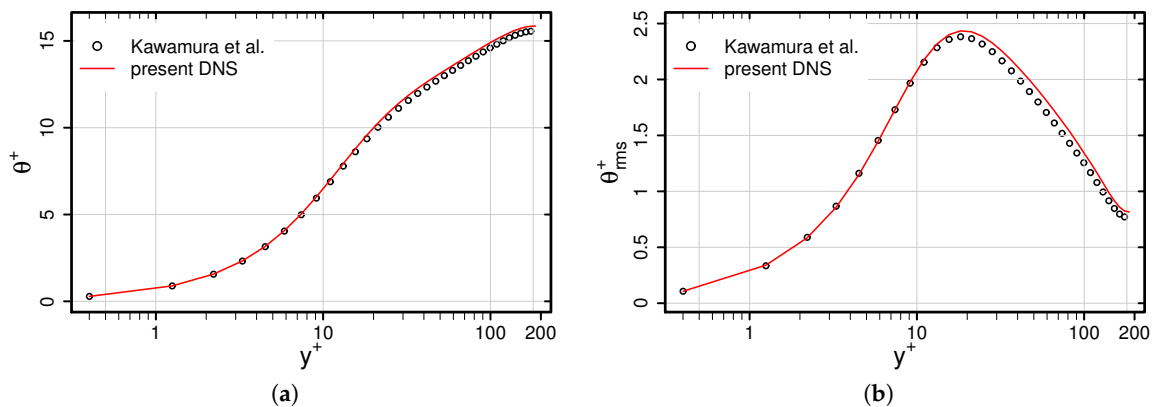 Kawamura et al.
present DNS
θ+
15
10
5
0
1
10
100
200
y+
(a)
Kawamura et al.
present DNS
θ+rms
2.5
2
1.5
1
0.5
0
1
10
100
200
y+
(b)